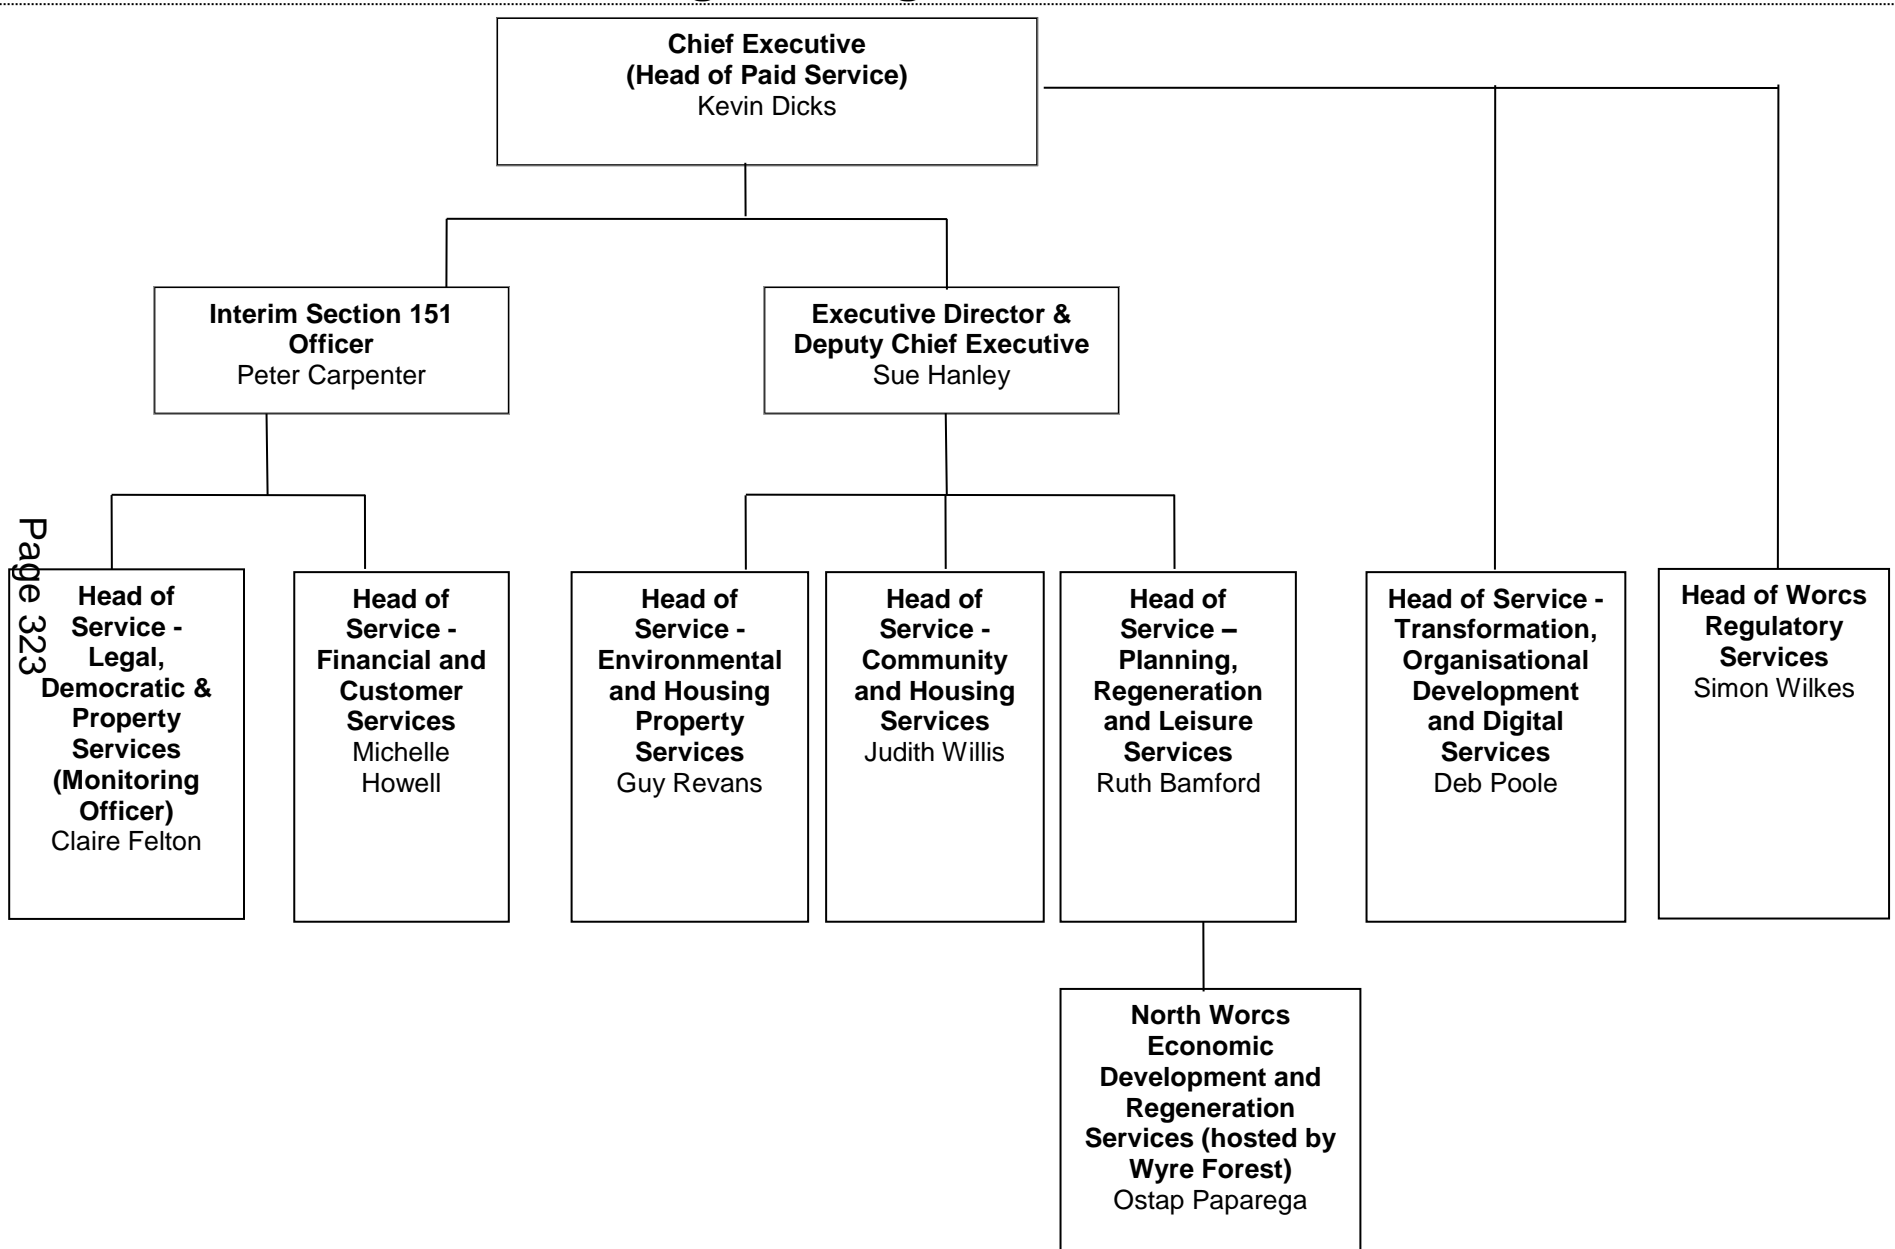 Chief Executive
(Head of Paid Service)
Kevin Dicks
Interim Section 151
Officer
Peter Carpenter
Executive Director &
Deputy Chief Executive
Sue Hanley
Page 323
Head of
Service -
Legal,
Democratic &
Property
Services
(Monitoring
Officer)
Claire Felton
Head of
Service -
Financial and
Customer
Services
Michelle
Howell
Head of
Service -
Environmental
and Housing
Property
Services
Guy Revans
Head of
Service -
Community
and Housing
Services
Judith Willis
Head of
Service –
Planning,
Regeneration
and Leisure
Services
Ruth Bamford
Head of Service -
Transformation,
Organisational
Development
and Digital
Services
Deb Poole
Head of Worcs
Regulatory
Services
Simon Wilkes
North Worcs
Economic
Development and
Regeneration
Services (hosted by
Wyre Forest)
Ostap Paparega